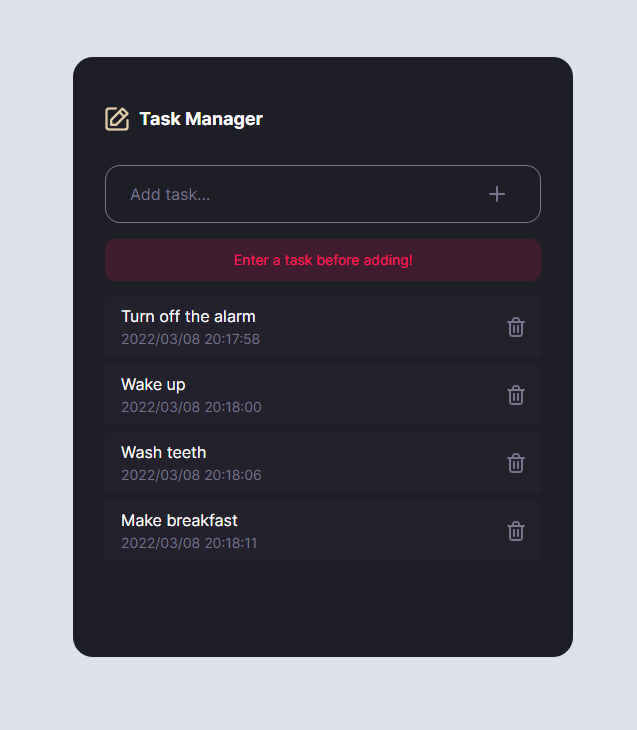 Task Manager
Add task...
Enter a task before adding!
Turn off the alarm
2022/03/08 20:17:58
Wake up
2022/03/08 20:18:00
Wash teeth
2022/03/08 20:18:06
Make breakfast
2022/03/08 20:18:11